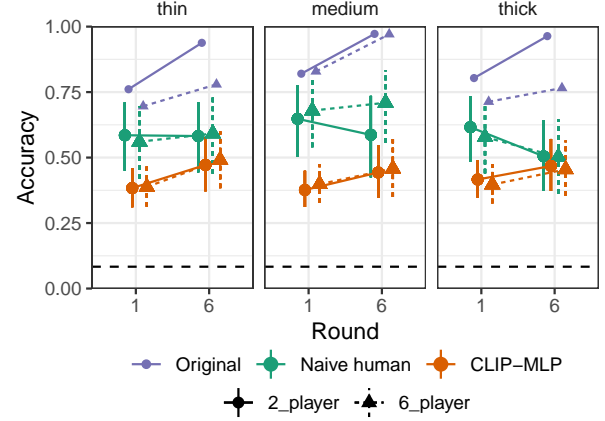 thin medium thick
Accuracy
1.00
0.75
0.50
0.25
0.00
1 6 1 6 1 6
Round
Original Naive human CLIP−MLP
2_player 6_player